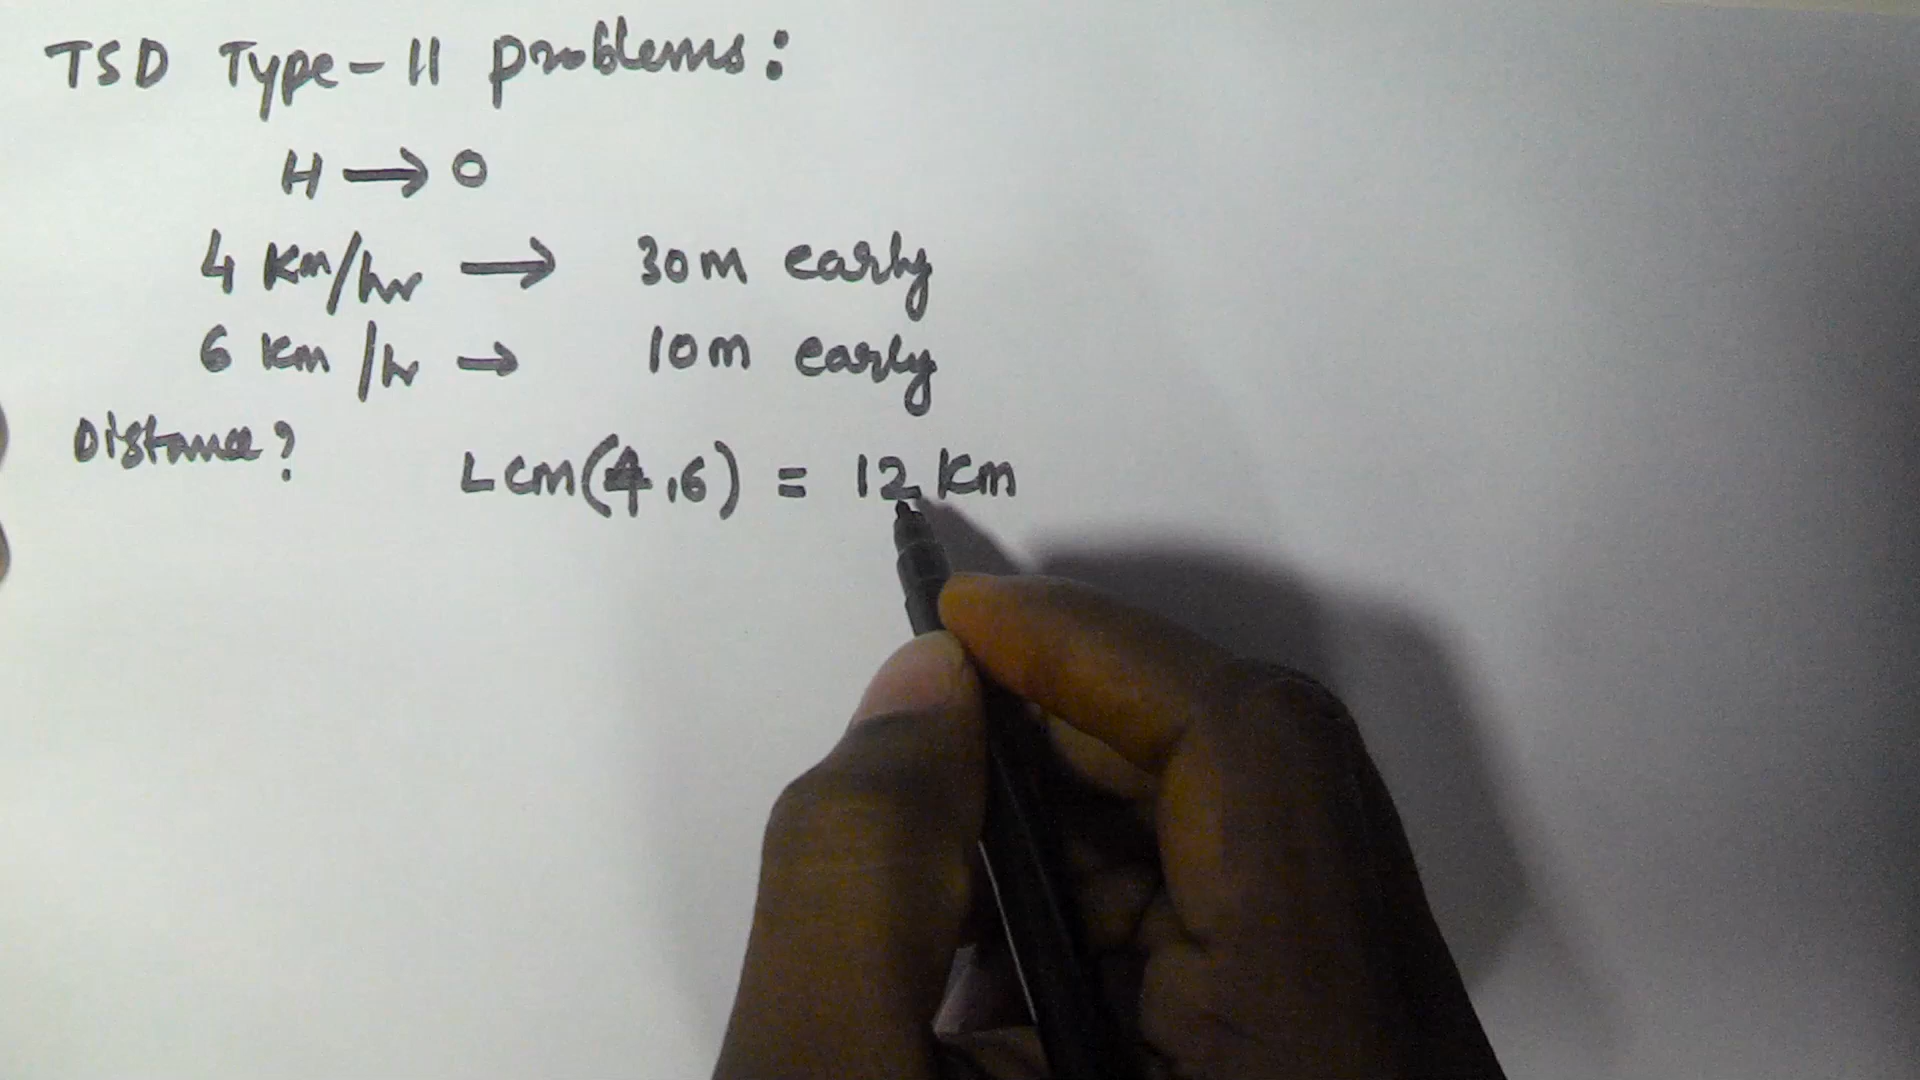 TSD Type-II problems:
H → O
4 Km/hr → 30m early
6 Km/hr → 10m early
Distance?
Lcm(4,6) = 12 Km